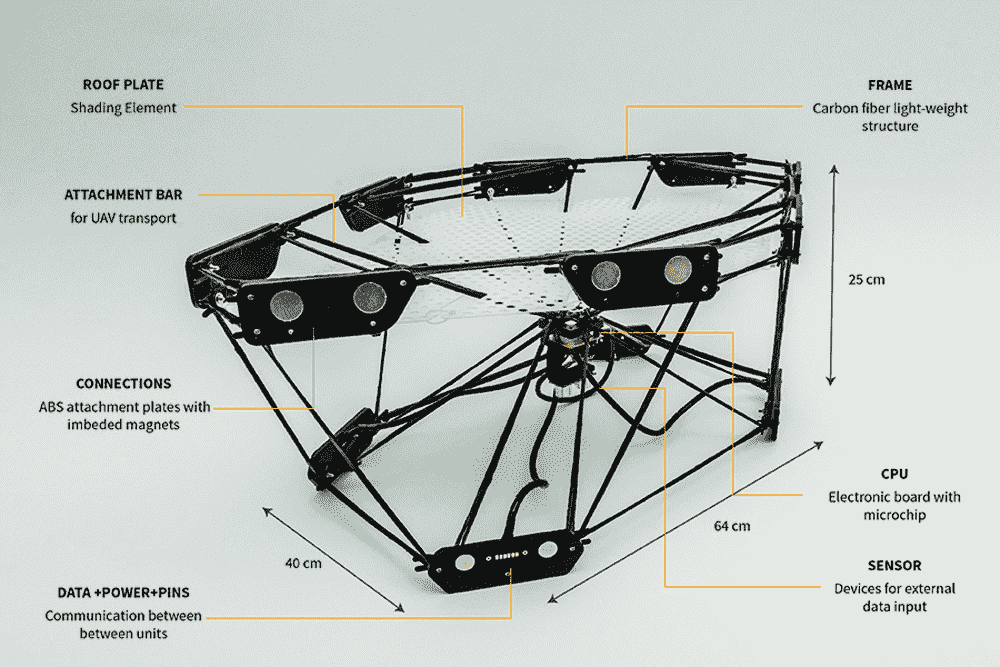 ROOF PLATE
Shading Element
FRAME
Carbon fiber light-weight
structure
ATTACHMENT BAR
for UAV transport
25 cm
CONNECTIONS
ABS attachment plates with
imbeded magnets
CPU
Electronic board with
microchip
64 cm
40 cm
SENSOR
Devices for external
data input
DATA +POWER+PINS
Communication between
between units